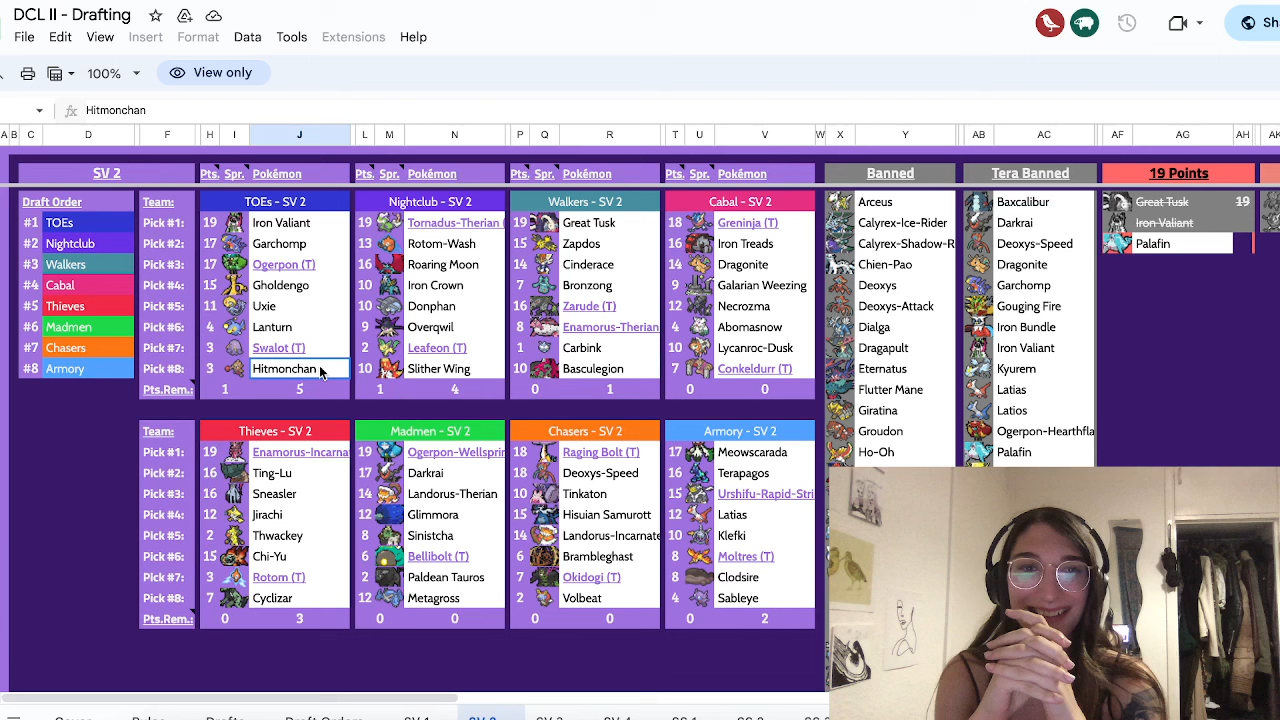 DCL II - Drafting
File Edit View Insert Format Data Tools Extensions Help
100% View only
Hitmonchan
A B C D F H I J L M N P Q R T U V W X Y AB AC AF AG AH
SV 2 Pts. Spr. Pokémon Pts. Spr. Pokémon Pts. Spr. Pokémon Pts. Spr. Pokémon Banned Tera Banned 19 Points
Draft Order Team: TOEs - SV 2 Nightclub - SV 2 Walkers - SV 2 Cabal - SV 2 Arceus Baxcalibur Great Tusk 19
#1 TOEs Pick #1: 19 Iron Valiant 19 Tornados-Therian ( 19 Great Tusk 18 Greninja (T) Calyrex-Ice-Rider Darkrai Iron Valiant
#2 Nightclub Pick #2: 17 Garchomp 13 Rotom-Wash 15 Zapdos 16 Iron Treads Calyrex-Shadow-R Deoxys-Speed Palafin
#3 Walkers Pick #3: 17 Ogerpon (T) 16 Roaring Moon 14 Cinderace 14 Dragonite Chien-Pao Dragonite
#4 Cabal Pick #4: 15 Gholdengo 10 Iron Crown 7 Bronzong 9 Galarian Weezing Deoxys Garchomp
#5 Thieves Pick #5: 11 Uxie 10 Donphan 16 Zarude (T) 12 Necrozma Deoxys-Attack Gouging Fire
#6 Madmen Pick #6: 4 Lanturn 9 Overqwil 8 Enamorus-Therian 4 Abomasnow Dialga Iron Bundle
#7 Chasers Pick #7: 3 Swalot (T) 2 Leafeon (T) 1 Carbink 10 Lycanroc-Dusk Dragapult Iron Valiant
#8 Armory Pick #8: 3 Hitmonchan 10 Slither Wing 10 Basculegion 7 Conkeldurr (T) Eternatus Kyurem
Pts.Rem.: 1 5 1 4 0 1 0 0 Flutter Mane Latias
Giratina Latios
Team: Thieves - SV 2 Madmen - SV 2 Chasers - SV 2 Armory - SV 2 Groudon Ogerpon-Hearthfla
Pick #1: 19 Enamorus-Incarna 19 Ogerpon-Wellsprin 18 Raging Bolt (T) 17 Meowscarada Ho-Oh Palafin
Pick #2: 16 Ting-Lu 17 Darkrai 18 Deoxys-Speed 16 Terapagos
Pick #3: 16 Sneasler 14 Landorus-Therian 10 Tinkaton 15 Urshifu-Rapid-Stri
Pick #4: 12 Jirachi 12 Glimmora 15 Hisuian Samurott 12 Latias
Pick #5: 2 Thwackey 8 Sinistcha 14 Landorus-Incarnate 10 Klefki
Pick #6: 15 Chi-Yu 6 Bellibolt (T) 6 Brambleghast 8 Moltres (T)
Pick #7: 3 Rotom (T) 2 Paldean Tauros 7 Okidogi (T) 8 Clodsire
Pick #8: 7 Cyclizar 12 Metagross 2 Volbeat 4 Sableye
Pts.Rem.: 0 3 0 0 0 0 0 2